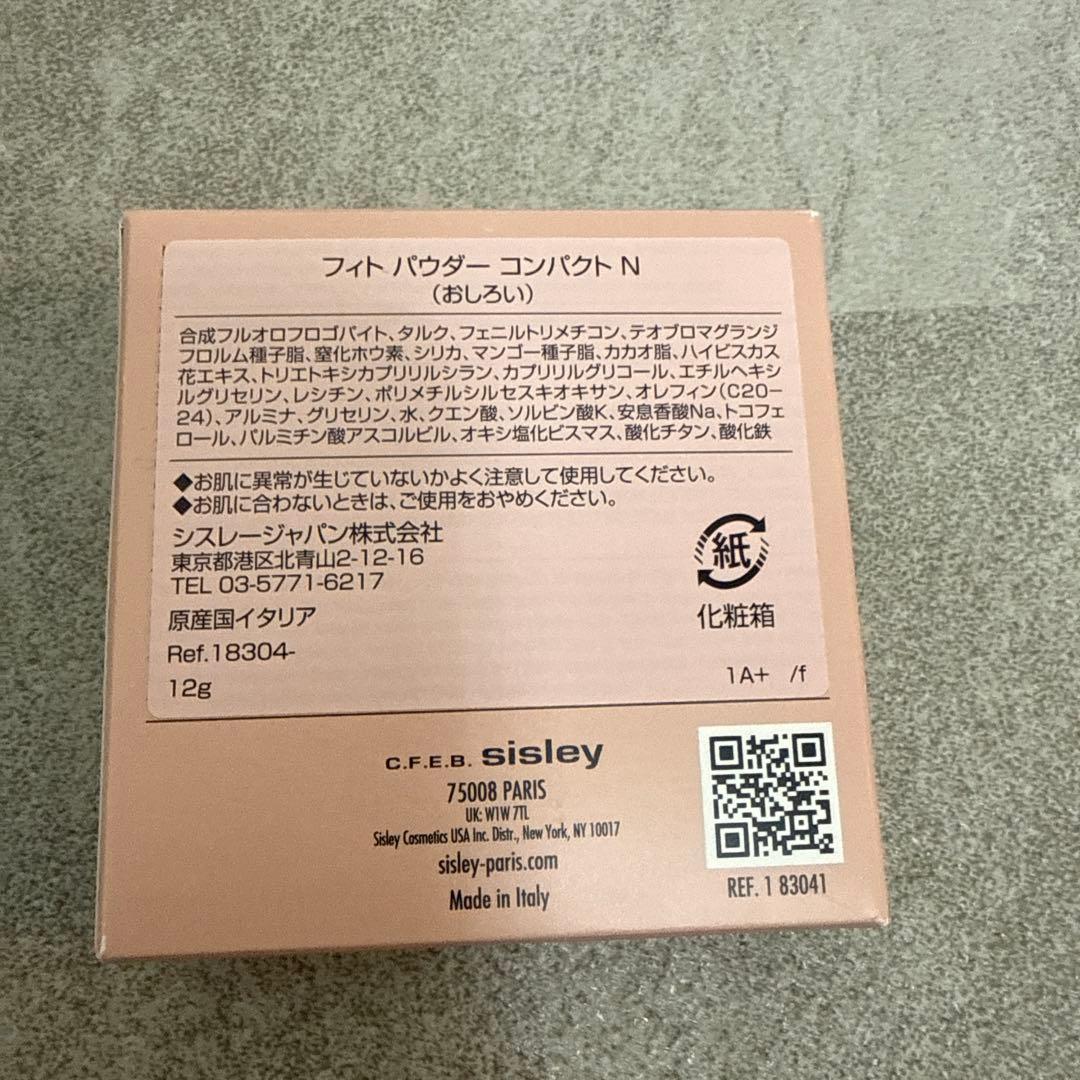 フィト パウダー コンパクト N
（おしろい）
合成フルオロフロゴパイト、タルク、フェニルトリメチコン、テオブロマグランジ
フロルム種子脂、窒化ホウ素、シリカ、マンゴー種子脂、カカオ脂、ハイビスカス
花エキス、トリエトキシカプリリルシラン、カプリリルグリコール、エチルヘキシ
ルグリセリン、レシチン、ポリメチルシルセスキオキサン、オレフィン（C20-
24）、アルミナ、グリセリン、水、クエン酸、ソルビン酸K、安息香酸Na、トコフェ
ロール、パルミチン酸アスコルビル、オキシ塩化ビスマス、酸化チタン、酸化鉄
◆お肌に異常が生じていないかよく注意して使用してください。
◆お肌に合わないときは、ご使用をおやめください。
シスレージャパン株式会社
東京都港区北青山2-12-16
TEL 03-5771-6217
紙
原産国イタリア
化粧箱
Ref.18304-
12g
1A+ /f
C.F.E.B. sisley
75008 PARIS
UK: W1W 7TL
Sisley Cosmetics USA Inc. Distr., New York, NY 10017
sisley-paris.com
Made in Italy
REF. 1 83041